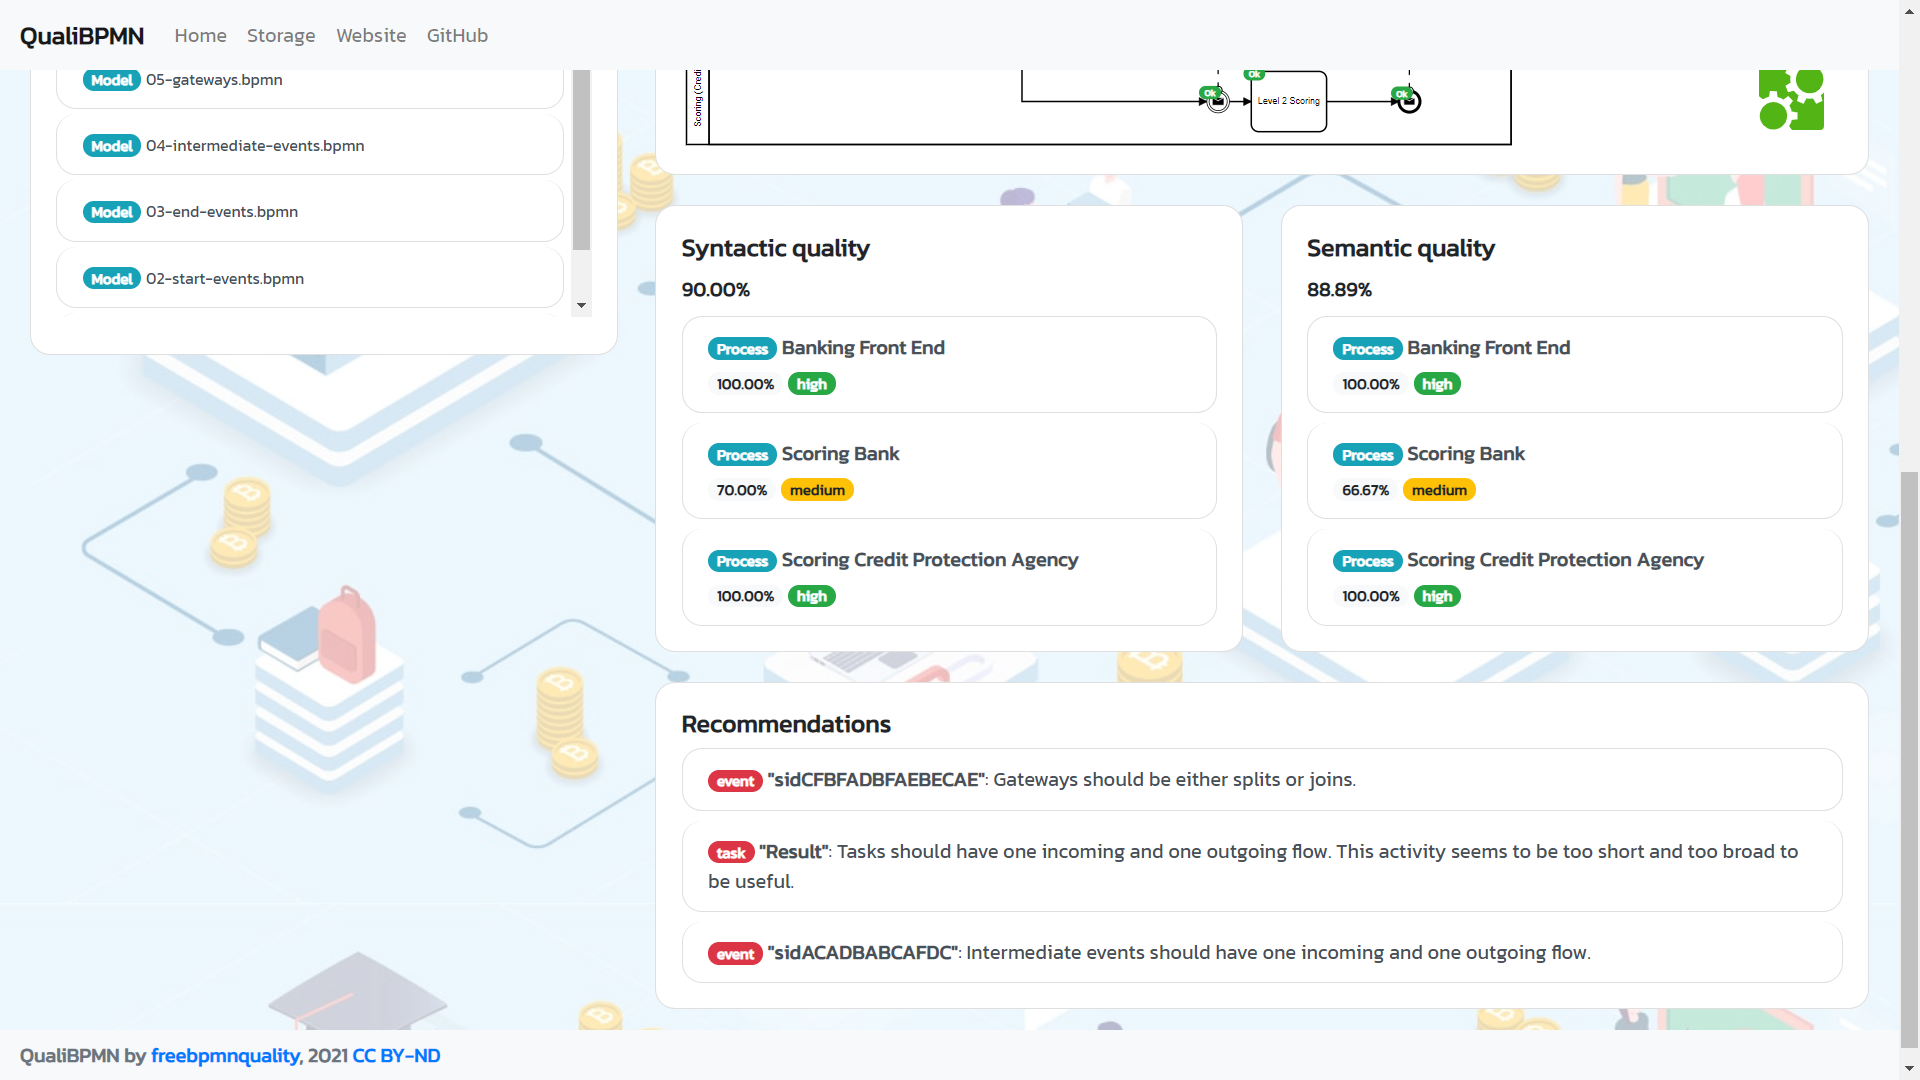 QualiBPMN Home Storage Website GitHub
Model 05-gateways.bpmn
Model 04-intermediate-events.bpmn
Model 03-end-events.bpmn
Model 02-start-events.bpmn
Scoring (Credi
Ok
Ok
Level 2 Scoring
Ok
Syntactic quality
90.00%
Process Banking Front End
100.00% high
Process Scoring Bank
70.00% medium
Process Scoring Credit Protection Agency
100.00% high
Semantic quality
88.89%
Process Banking Front End
100.00% high
Process Scoring Bank
66.67% medium
Process Scoring Credit Protection Agency
100.00% high
Recommendations
event "sidCFBFADBFAEBECAE": Gateways should be either splits or joins.
task "Result": Tasks should have one incoming and one outgoing flow. This activity seems to be too short and too broad to
be useful.
event "sidACADBABCAFDC": Intermediate events should have one incoming and one outgoing flow.
QualiBPMN by freebpmnquality, 2021 CC BY-ND